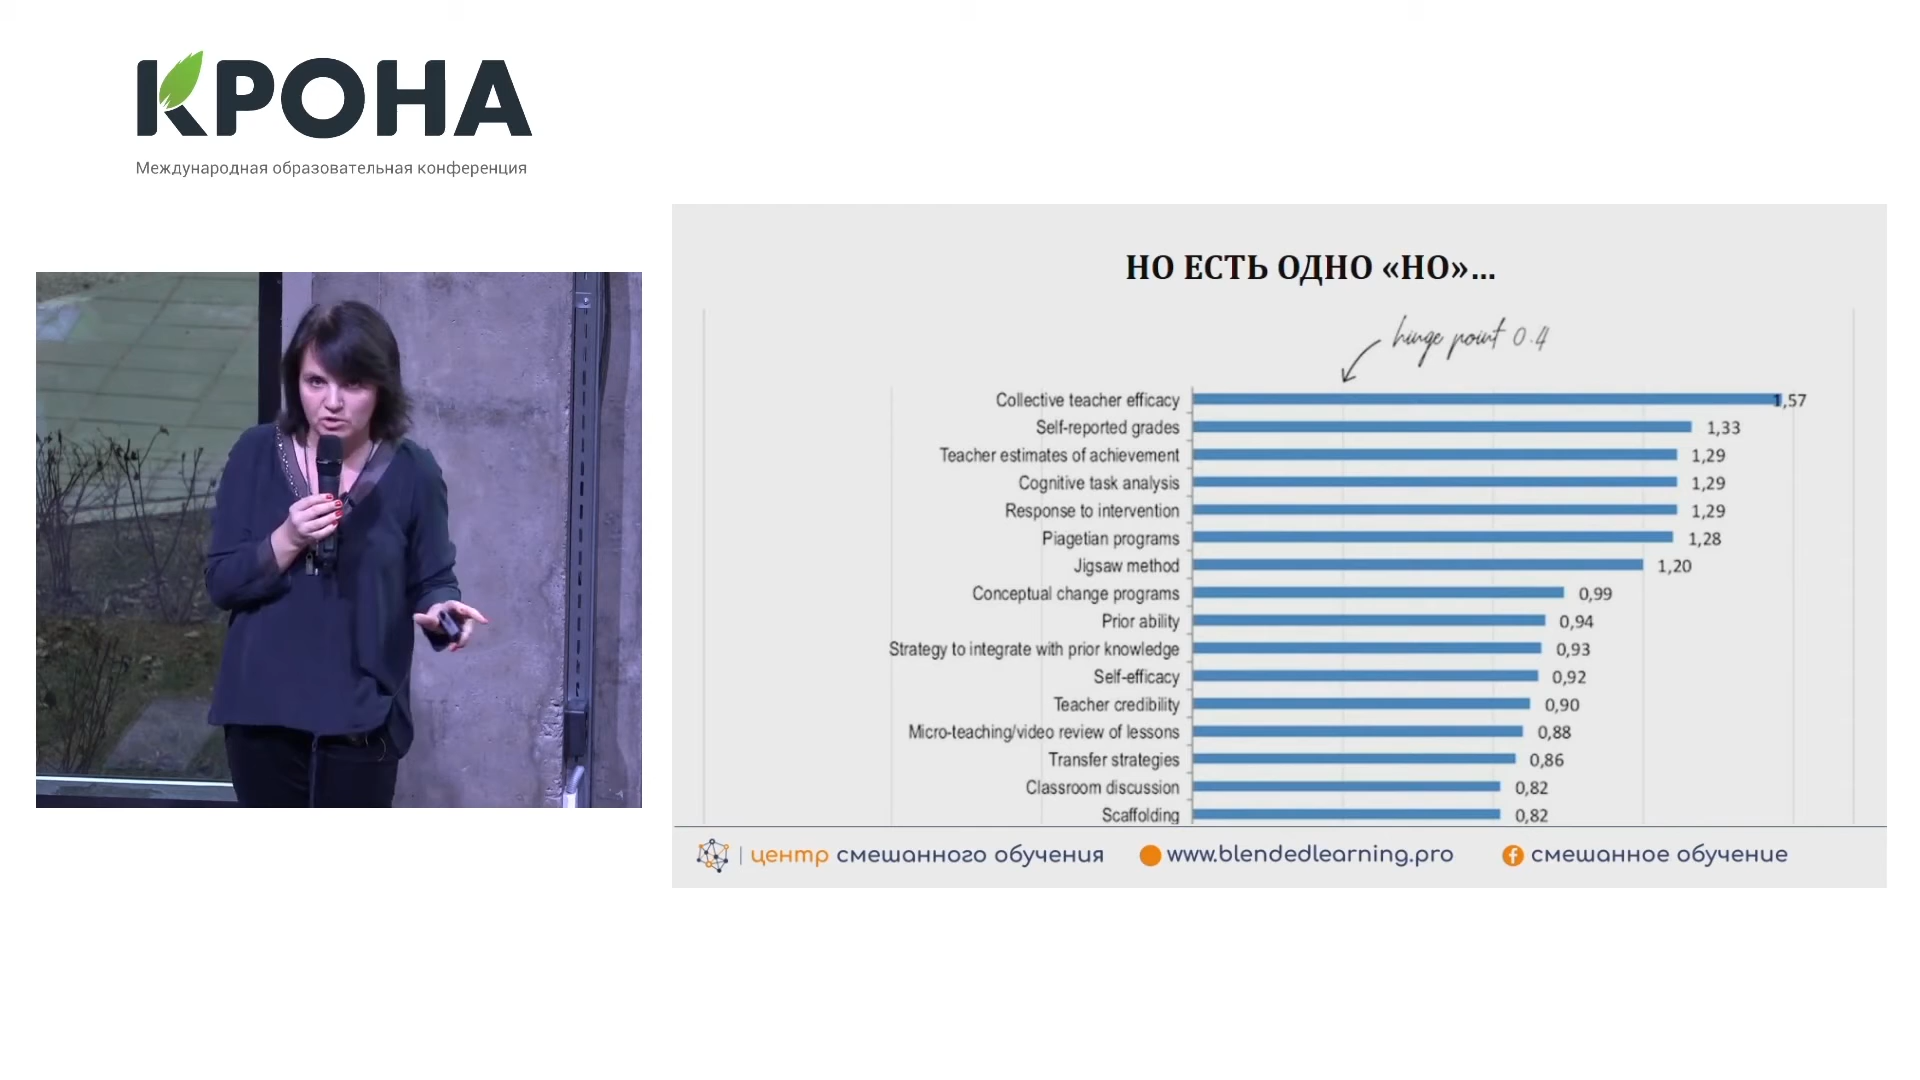 КРОНА
Международная образовательная конференция
НО ЕСТЬ ОДНО «НО»...
hinge point 0.4
Collective teacher efficacy 1,57
Self-reported grades 1,33
Teacher estimates of achievement 1,29
Cognitive task analysis 1,29
Response to intervention 1,29
Piagetian programs 1,28
Jigsaw method 1,20
Conceptual change programs 0,99
Prior ability 0,94
Strategy to integrate with prior knowledge 0,93
Self-efficacy 0,92
Teacher credibility 0,90
Micro-teaching/video review of lessons 0,88
Transfer strategies 0,86
Classroom discussion 0,82
Scaffolding 0,82
центр смешанного обучения www.blendedlearning.pro смешанное обучение